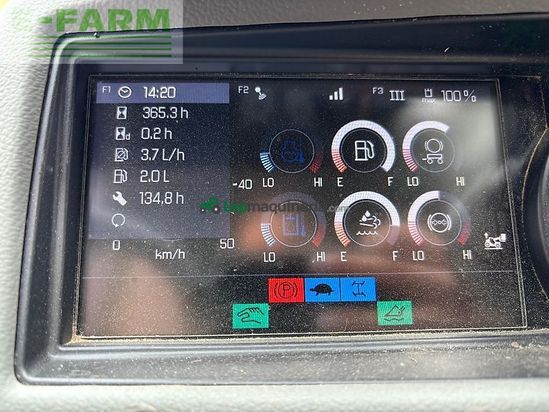 E-FARM
F1 14:20
F2
F3 III max 100 %
365.3 h
d 0.2 h
3.7 L/h
2.0 L
134.8 h
-40
LO HI
E F
LO HI
0 50
km/h
LO HI
E F
LO HI
(P)